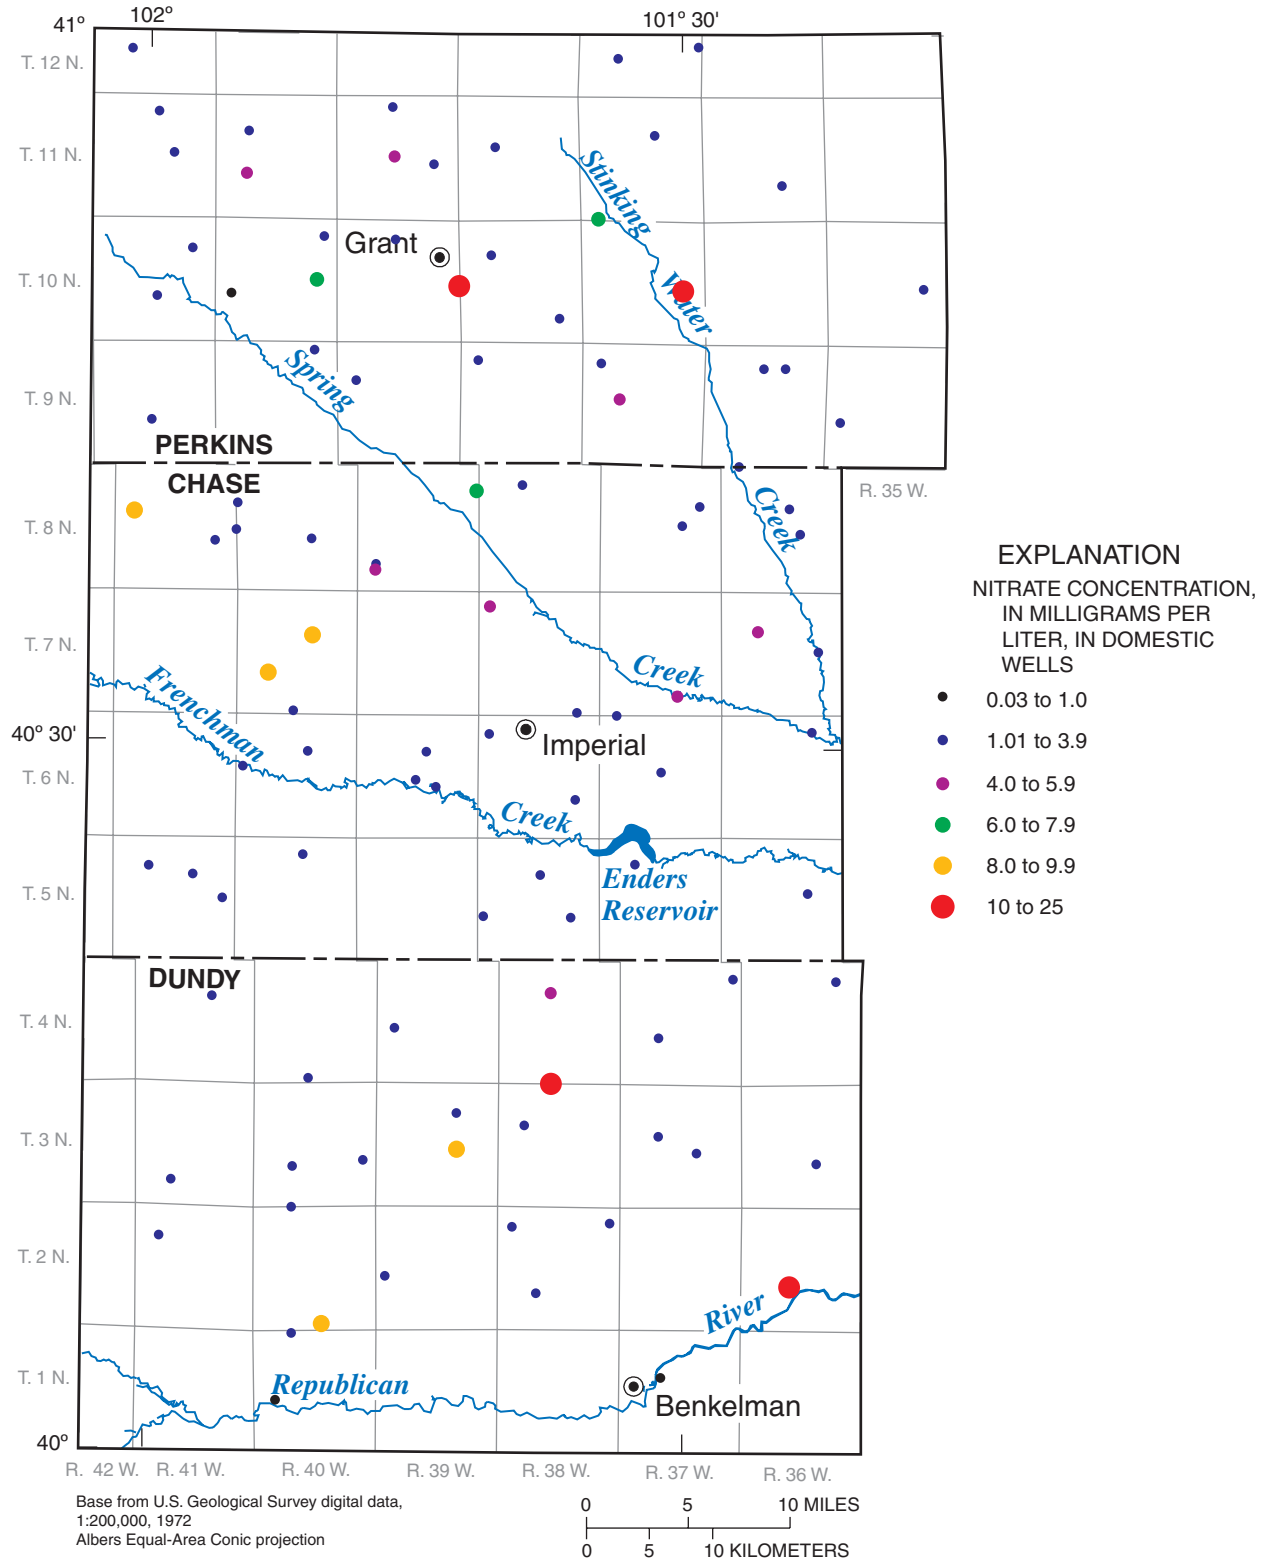 102°
101° 30'
41°
T. 12 N.
T. 11 N.
Stinking
Grant
T. 10 N.
Water
Spring
T. 9 N.
PERKINS
CHASE
R. 35 W.
T. 8 N.
Creek
EXPLANATION
NITRATE CONCENTRATION,
IN MILLIGRAMS PER
LITER, IN DOMESTIC
WELLS
0.03 to 1.0
1.01 to 3.9
4.0 to 5.9
6.0 to 7.9
8.0 to 9.9
10 to 25
T. 7 N.
Creek
Frenchman
40° 30'
Imperial
T. 6 N.
Creek
Enders
Reservoir
T. 5 N.
DUNDY
T. 4 N.
T. 3 N.
T. 2 N.
River
T. 1 N.
Republican
Benkelman
40°
R. 42 W. R. 41 W. R. 40 W. R. 39 W. R. 38 W. R. 37 W. R. 36 W.
Base from U.S. Geological Survey digital data,
1:200,000, 1972
Albers Equal-Area Conic projection
0 5 10 MILES
0 5 10 KILOMETERS